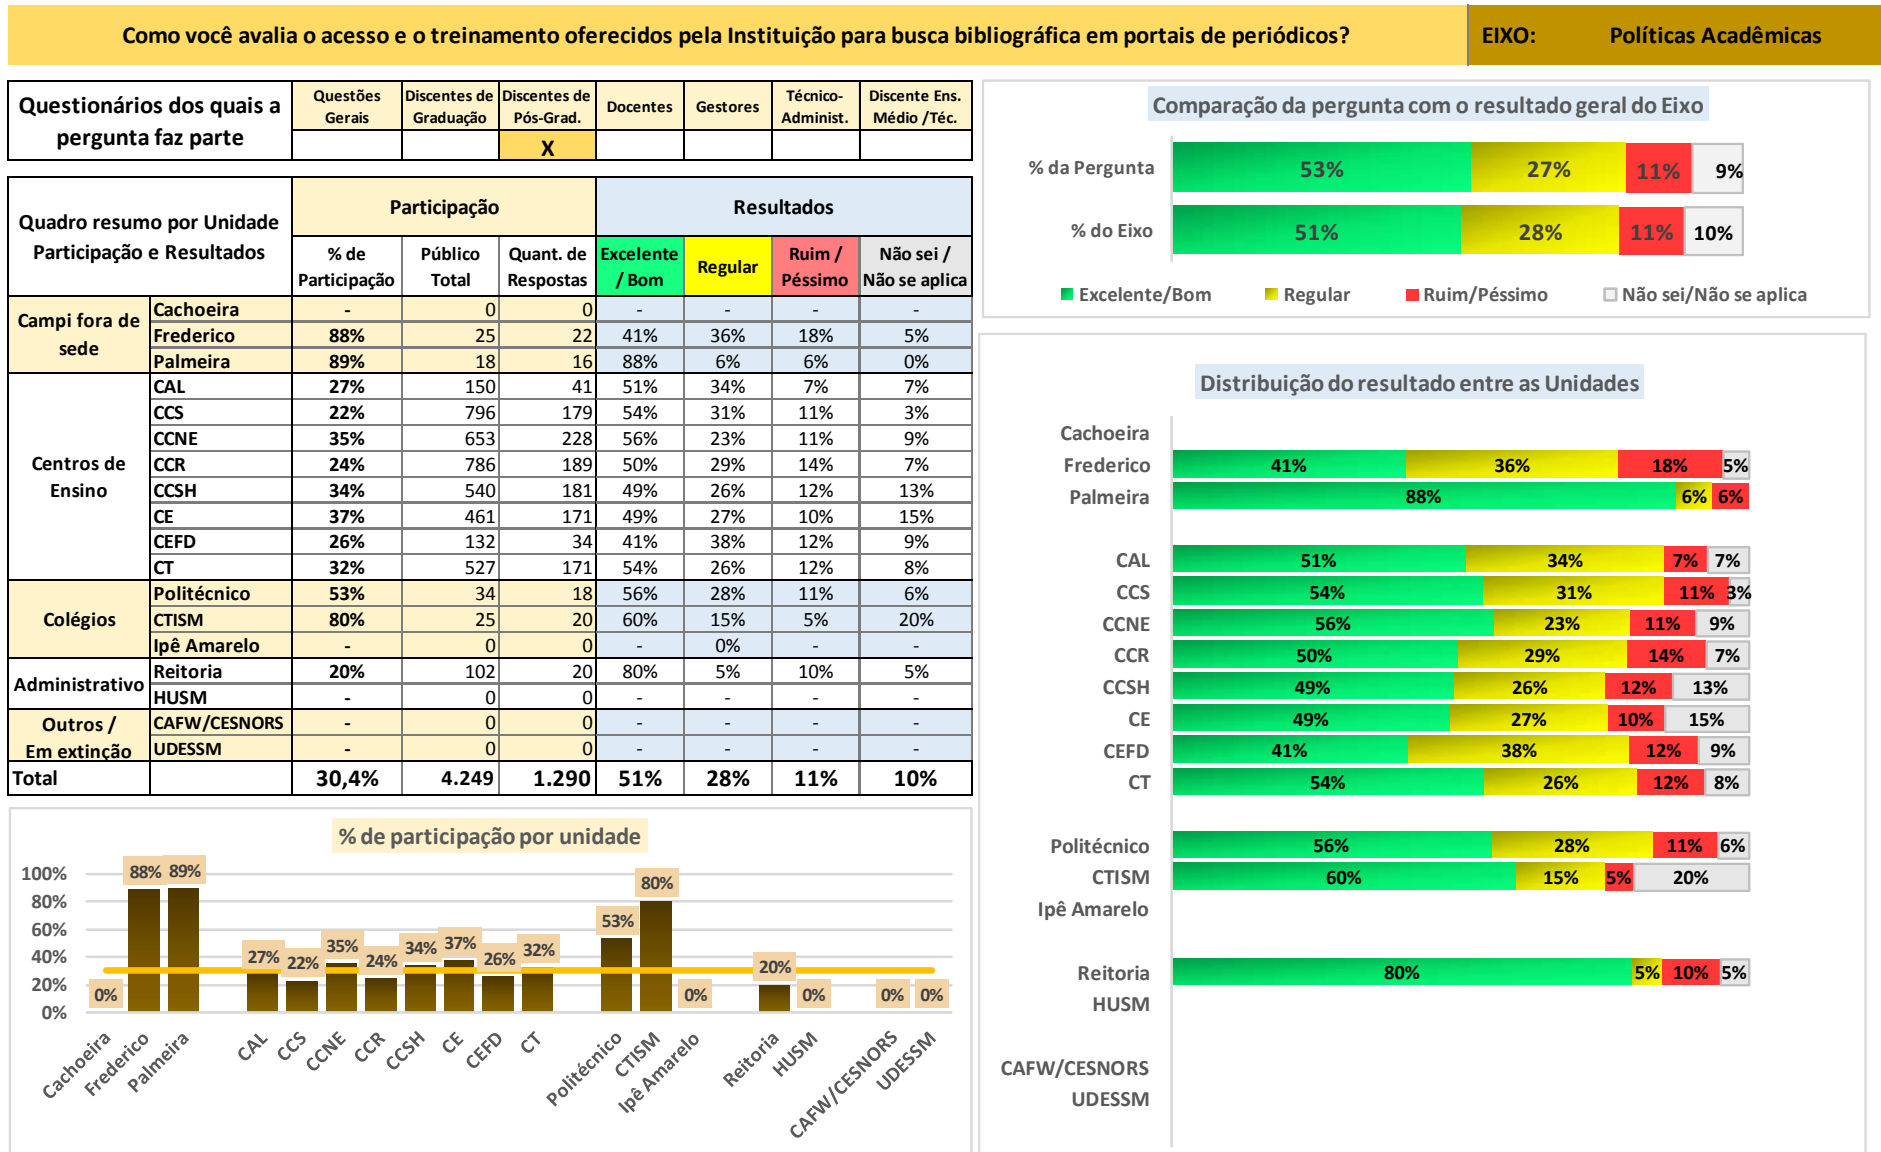 Como você avalia o acesso e o treinamento oferecidos pela Instituição para busca bibliográfica em portais de periódicos?
EIXO: Políticas Acadêmicas
Questionários dos quais a pergunta faz parte
Questões Gerais
Discentes de Graduação
Discentes de Pós-Grad.
Docentes
Gestores
Técnico-Administ.
Discente Ens. Médio /Téc.
X
Quadro resumo por Unidade
Participação e Resultados
Participação
Resultados
% de Participação
Público Total
Quant. de Respostas
Excelente / Bom
Regular
Ruim / Péssimo
Não sei / Não se aplica
Campi fora de sede
Cachoeira - 0 0 - - - -
Frederico 88% 25 22 41% 36% 18% 5%
Palmeira 89% 18 16 88% 6% 6% 0%
Centros de Ensino
CAL 27% 150 41 51% 34% 7% 7%
CCS 22% 796 179 54% 31% 11% 3%
CCNE 35% 653 228 56% 23% 11% 9%
CCR 24% 786 189 50% 29% 14% 7%
CCSH 34% 540 181 49% 26% 12% 13%
CE 37% 461 171 49% 27% 10% 15%
CEFD 26% 132 34 41% 38% 12% 9%
CT 32% 527 171 54% 26% 12% 8%
Colégios
Politécnico 53% 34 18 56% 28% 11% 6%
CTISM 80% 25 20 60% 15% 5% 20%
Ipê Amarelo - 0 0 - 0% - -
Administrativo
Reitoria 20% 102 20 80% 5% 10% 5%
HUSM - 0 0 - - - -
Outros / Em extinção
CAFW/CESNORS - 0 0 - - - -
UDESSM - 0 0 - - - -
Total 30,4% 4.249 1.290 51% 28% 11% 10%
% de participação por unidade
100%
80%
60%
40%
20%
0%
0% 88% 89% 27% 22% 35% 24% 34% 37% 26% 32% 53% 80% 0% 20% 0% 0% 0%
Cachoeira Frederico Palmeira CAL CCS CCNE CCR CCSH CE CEFD CT Politécnico CTISM Ipê Amarelo Reitoria HUSM CAFW/CESNORS UDESSM
Comparação da pergunta com o resultado geral do Eixo
% da Pergunta 53% 27% 11% 9%
% do Eixo 51% 28% 11% 10%
Excelente/Bom Regular Ruim/Péssimo Não sei/Não se aplica
Distribuição do resultado entre as Unidades
Cachoeira
Frederico 41% 36% 18% 5%
Palmeira 88% 6% 6%
CAL 51% 34% 7% 7%
CCS 54% 31% 11% 3%
CCNE 56% 23% 11% 9%
CCR 50% 29% 14% 7%
CCSH 49% 26% 12% 13%
CE 49% 27% 10% 15%
CEFD 41% 38% 12% 9%
CT 54% 26% 12% 8%
Politécnico 56% 28% 11% 6%
CTISM 60% 15% 5% 20%
Ipê Amarelo
Reitoria 80% 5% 10% 5%
HUSM
CAFW/CESNORS
UDESSM